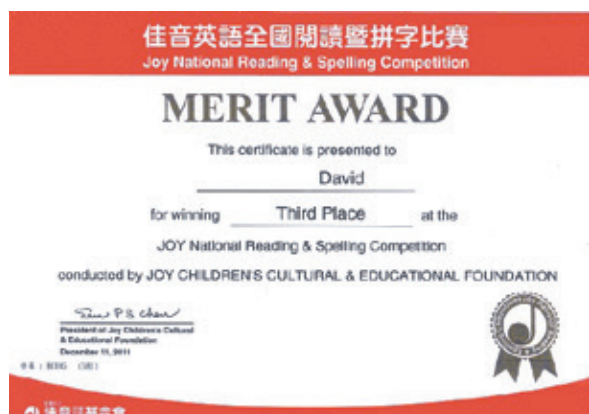 佳音英語全國閱讀暨拼字比賽
Joy National Reading & Spelling Competition
MERIT AWARD
This certificate is presented to
David
for winning Third Place at the
JOY National Reading & Spelling Competition
conducted by JOY CHILDREN'S CULTURAL & EDUCATIONAL FOUNDATION
President of Joy Children's Cultural
& Educational Foundation
December 11, 2011